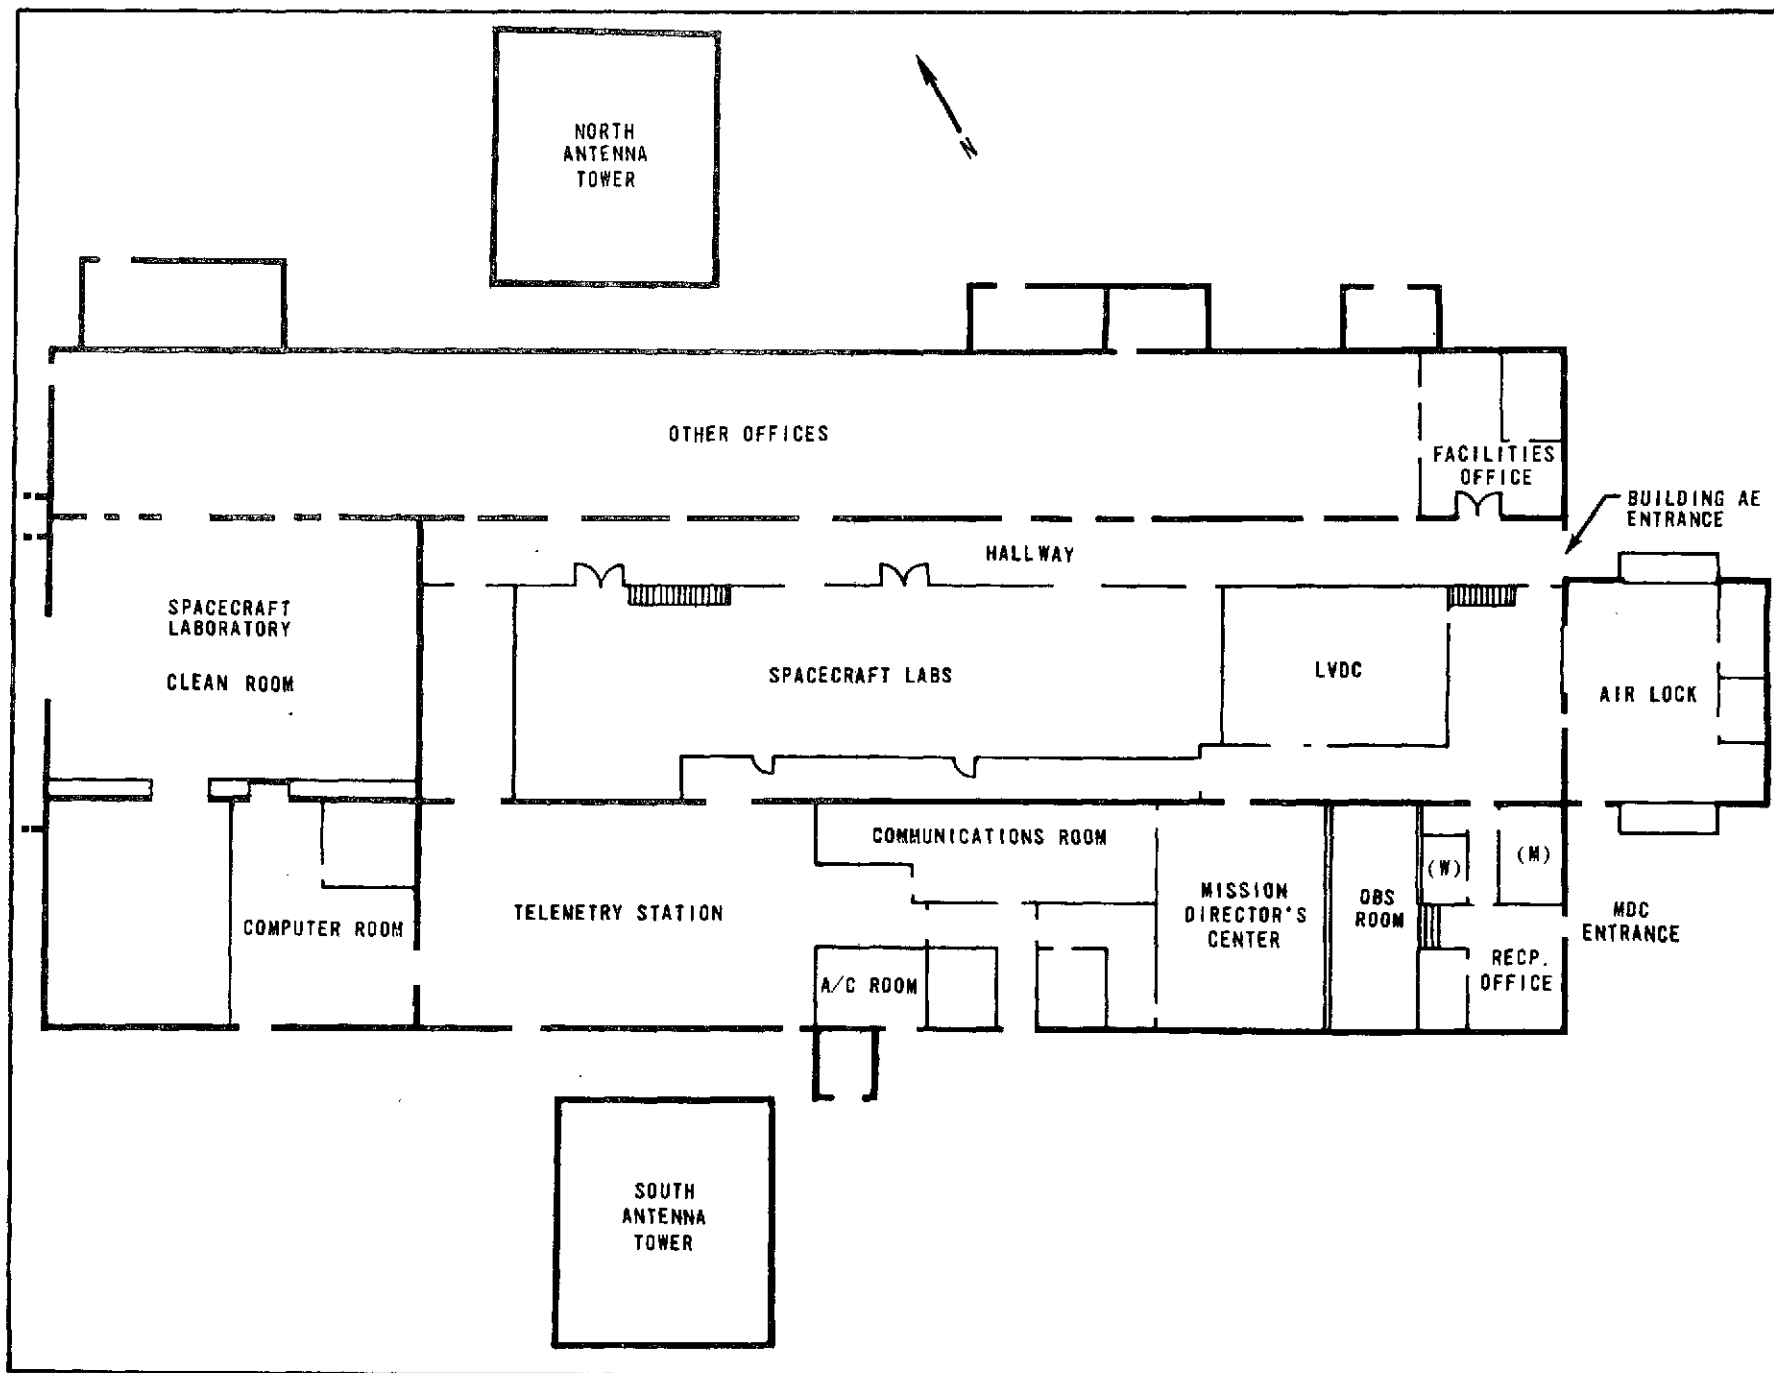 NORTH
ANTENNA
TOWER
N
OTHER OFFICES
FACILITIES
OFFICE
BUILDING AE
ENTRANCE
HALLWAY
SPACECRAFT
LABORATORY
CLEAN ROOM
SPACECRAFT LABS
LVDC
AIR LOCK
COMMUNICATIONS ROOM
(W)
(M)
MISSION
DIRECTOR'S
CENTER
OBS
ROOM
MDC
ENTRANCE
TELEMETRY STATION
COMPUTER ROOM
A/C ROOM
RECP.
OFFICE
SOUTH
ANTENNA
TOWER